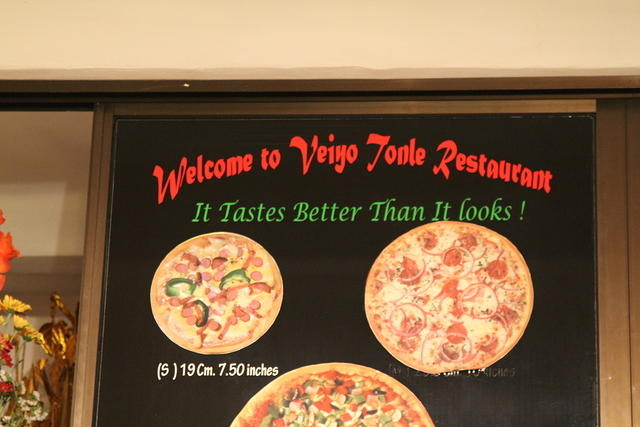 Welcome to Veiyo Tonle Restaurant
It Tastes Better Than It looks !
(S ) 19 Cm. 7.50 inches